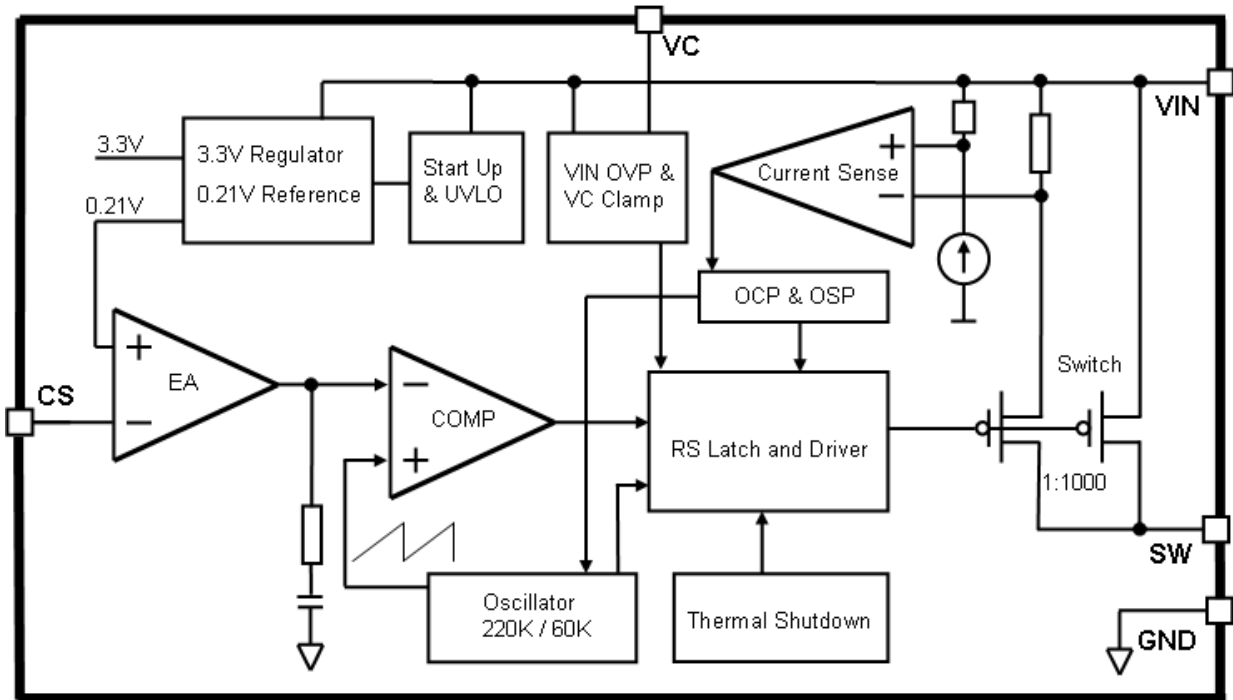 VC
VIN
3.3V
3.3V Regulator
0.21V Reference
0.21V
Start Up
& UVLO
VIN OVP &
VC Clamp
Current Sense
+
−
OCP & OSP
Switch
CS
+
EA
−
−
COMP
+
RS Latch and Driver
1:1000
SW
Oscillator
220K / 60K
Thermal Shutdown
GND